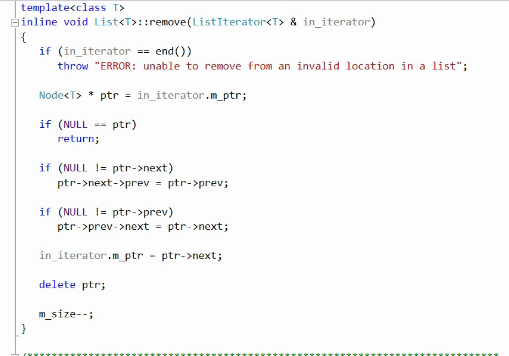 template<class T>
inline void List<T>::remove(ListIterator<T> & in_iterator)
{
if (in_iterator == end())
throw "ERROR: unable to remove from an invalid location in a list";
Node<T> * ptr = in_iterator.m_ptr;
if (NULL == ptr)
return;
if (NULL != ptr->next)
ptr->next->prev = ptr->prev;
if (NULL != ptr->prev)
ptr->prev->next = ptr->next;
in_iterator.m_ptr = ptr->next;
delete ptr;
m_size--;
}